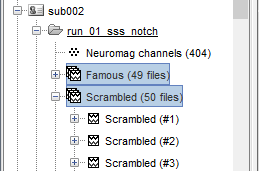 sub002
run_01_sss_notch
Neuromag channels (404)
Famous (49 files)
Scrambled (50 files)
Scrambled (#1)
Scrambled (#2)
Scrambled (#3)